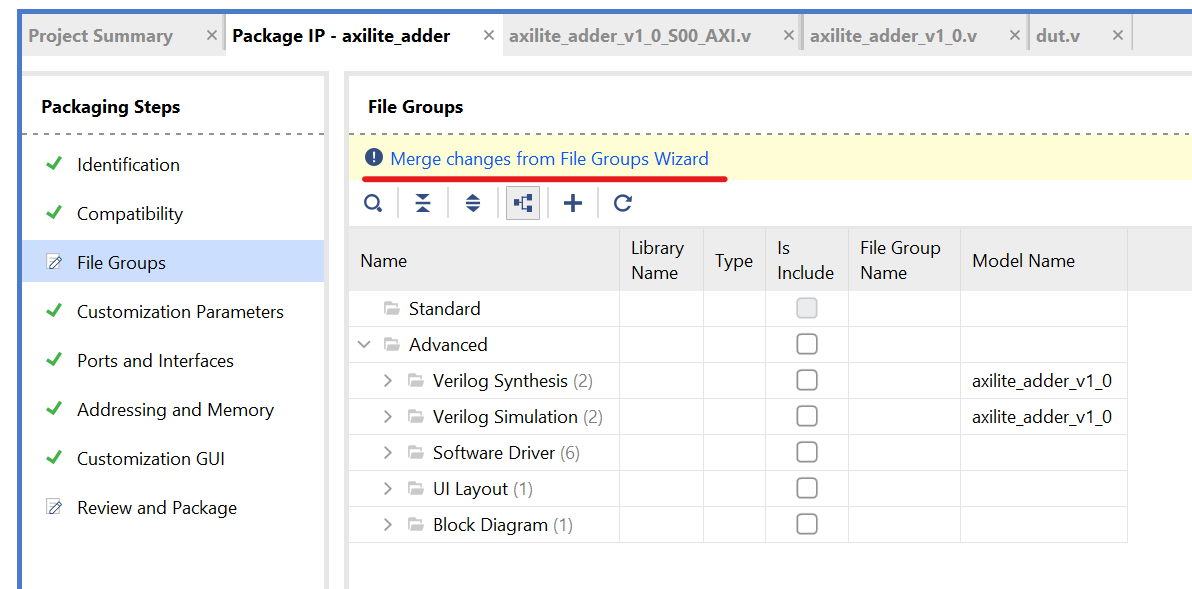 Project Summary × Package IP - axilite_adder × axilite_adder_v1_0_S00_AXI.v × axilite_adder_v1_0.v × dut.v ×
Packaging Steps
Identification
Compatibility
File Groups
Customization Parameters
Ports and Interfaces
Addressing and Memory
Customization GUI
Review and Package
File Groups
Merge changes from File Groups Wizard
Name Library Name Type Is Include File Group Name Model Name
Standard
Advanced
Verilog Synthesis (2) axilite_adder_v1_0
Verilog Simulation (2) axilite_adder_v1_0
Software Driver (6)
UI Layout (1)
Block Diagram (1)